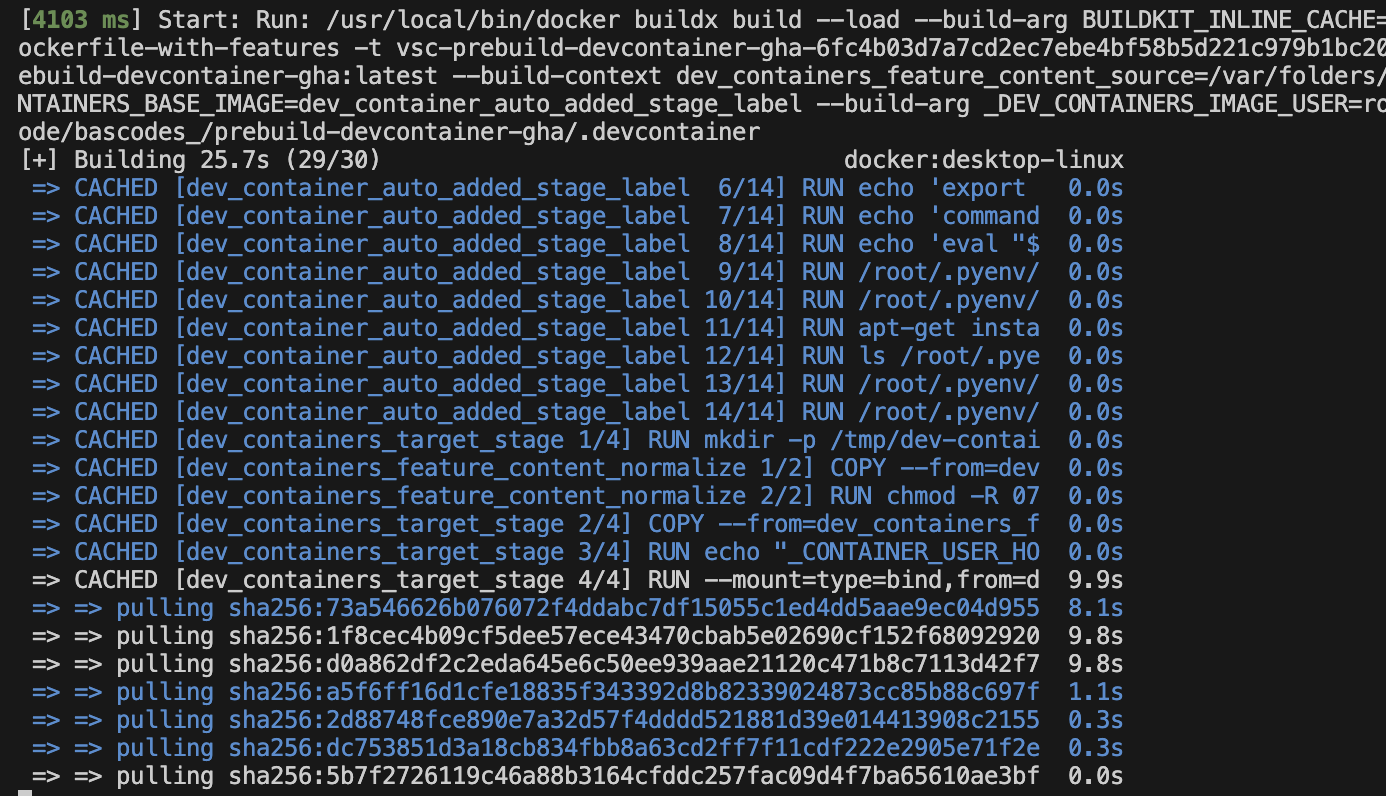 [4103 ms] Start: Run: /usr/local/bin/docker buildx build --load --build-arg BUILDKIT_INLINE_CACHE=
ockerfile-with-features -t vsc-prebuild-devcontainer-gha-6fc4b03d7a7cd2ec7ebe4bf58b5d221c979b1bc20
ebuild-devcontainer-gha:latest --build-context dev_containers_feature_content_source=/var/folders/
NTAINERS_BASE_IMAGE=dev_container_auto_added_stage_label --build-arg _DEV_CONTAINERS_IMAGE_USER=ro
ode/bascodes_/prebuild-devcontainer-gha/.devcontainer
[+] Building 25.7s (29/30) docker:desktop-linux
=> CACHED [dev_container_auto_added_stage_label 6/14] RUN echo 'export 0.0s
=> CACHED [dev_container_auto_added_stage_label 7/14] RUN echo 'command 0.0s
=> CACHED [dev_container_auto_added_stage_label 8/14] RUN echo 'eval "$ 0.0s
=> CACHED [dev_container_auto_added_stage_label 9/14] RUN /root/.pyenv/ 0.0s
=> CACHED [dev_container_auto_added_stage_label 10/14] RUN /root/.pyenv/ 0.0s
=> CACHED [dev_container_auto_added_stage_label 11/14] RUN apt-get insta 0.0s
=> CACHED [dev_container_auto_added_stage_label 12/14] RUN ls /root/.pye 0.0s
=> CACHED [dev_container_auto_added_stage_label 13/14] RUN /root/.pyenv/ 0.0s
=> CACHED [dev_container_auto_added_stage_label 14/14] RUN /root/.pyenv/ 0.0s
=> CACHED [dev_containers_target_stage 1/4] RUN mkdir -p /tmp/dev-contai 0.0s
=> CACHED [dev_containers_feature_content_normalize 1/2] COPY --from=dev 0.0s
=> CACHED [dev_containers_feature_content_normalize 2/2] RUN chmod -R 07 0.0s
=> CACHED [dev_containers_target_stage 2/4] COPY --from=dev_containers_f 0.0s
=> CACHED [dev_containers_target_stage 3/4] RUN echo "_CONTAINER_USER_HO 0.0s
=> CACHED [dev_containers_target_stage 4/4] RUN --mount=type=bind,from=d 9.9s
=> => pulling sha256:73a546626b076072f4ddabc7df15055c1ed4dd5aae9ec04d955 8.1s
=> => pulling sha256:1f8cec4b09cf5dee57ece43470cbab5e02690cf152f68092920 9.8s
=> => pulling sha256:d0a862df2c2eda645e6c50ee939aae21120c471b8c7113d42f7 9.8s
=> => pulling sha256:a5f6ff16d1cfe18835f343392d8b82339024873cc85b88c697f 1.1s
=> => pulling sha256:2d88748fce890e7a32d57f4dddd521881d39e014413908c2155 0.3s
=> => pulling sha256:dc753851d3a18cb834fbb8a63cd2ff7f11cdf222e2905e71f2e 0.3s
=> => pulling sha256:5b7f2726119c46a88b3164cfddc257fac09d4f7ba65610ae3bf 0.0s